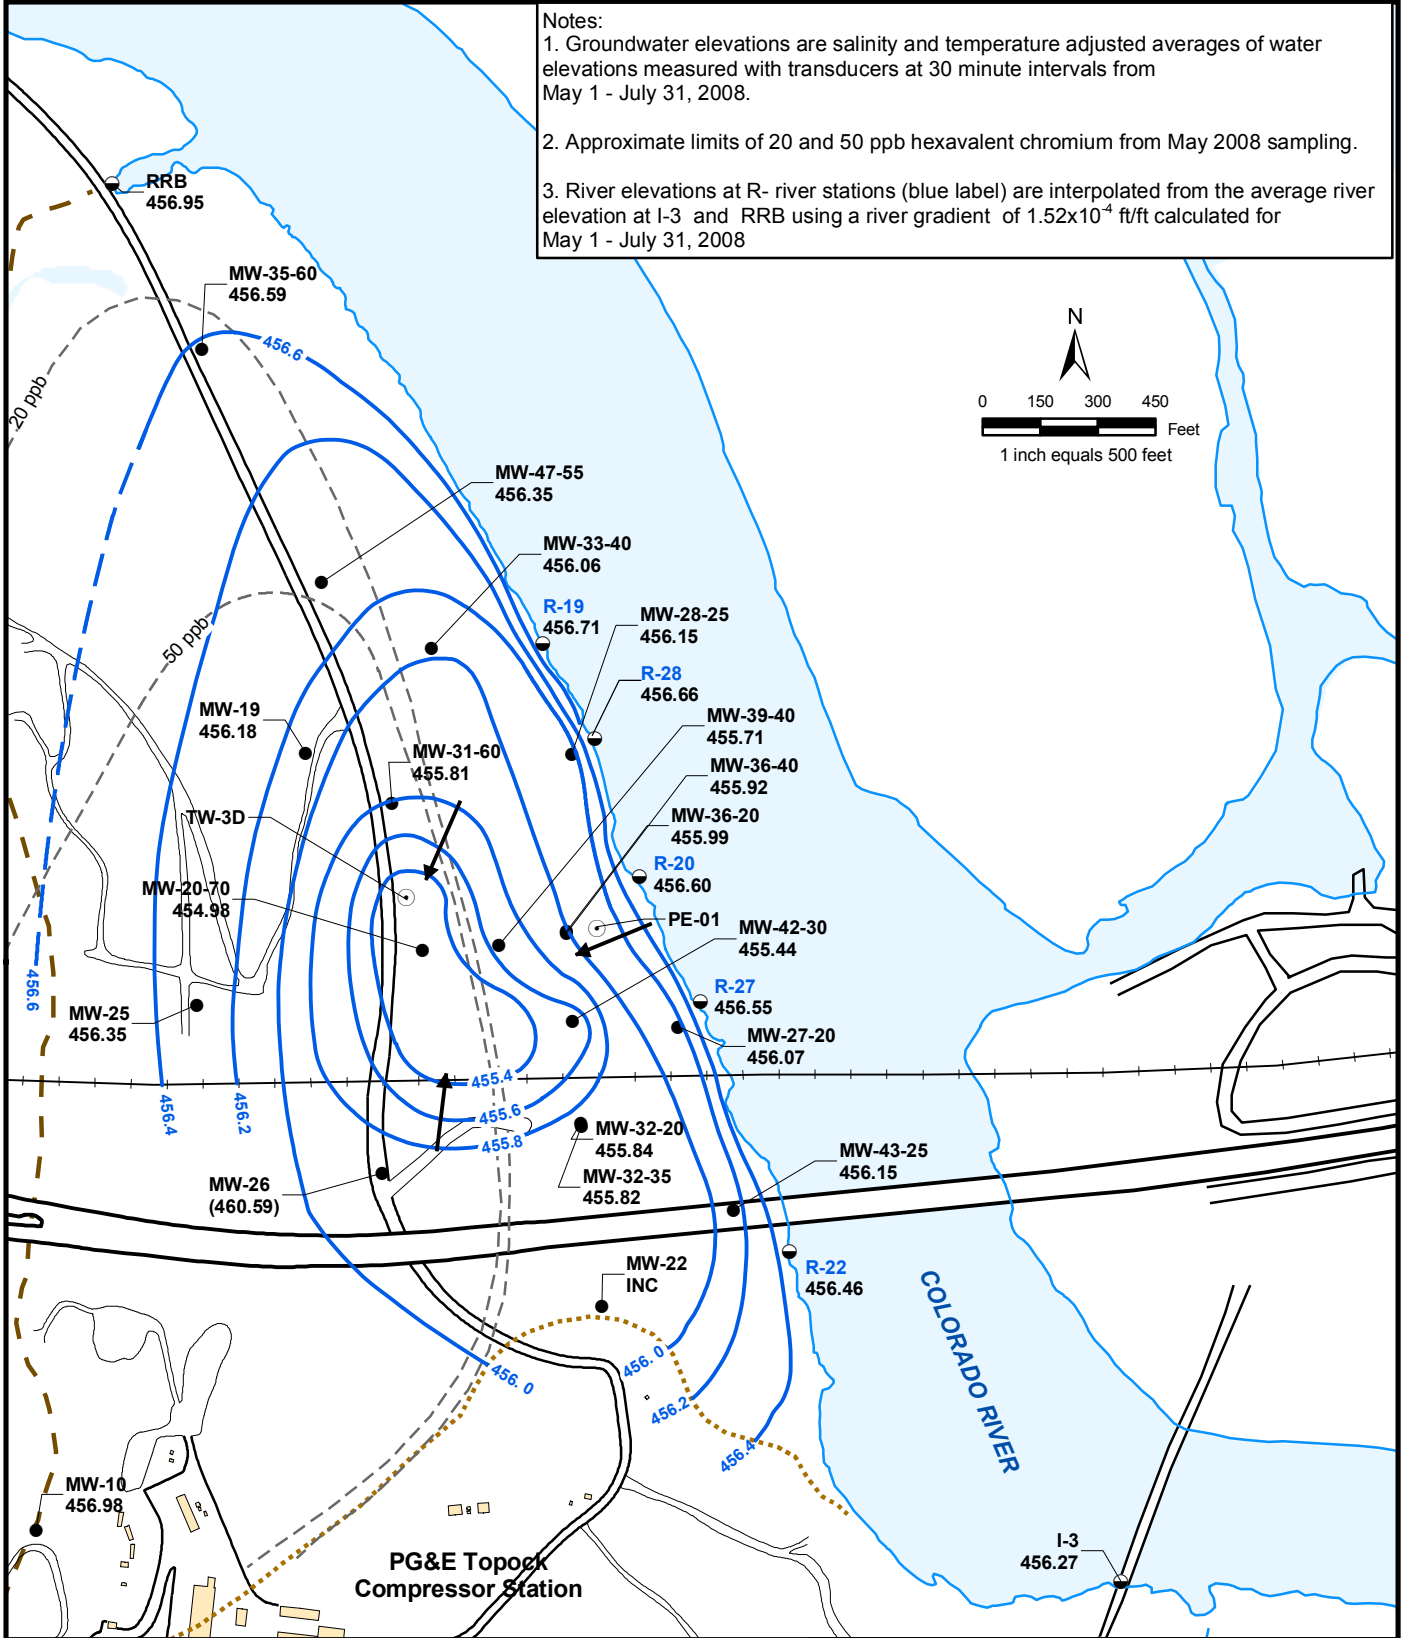 Notes:
1. Groundwater elevations are salinity and temperature adjusted averages of water
elevations measured with transducers at 30 minute intervals from
May 1 - July 31, 2008.
2. Approximate limits of 20 and 50 ppb hexavalent chromium from May 2008 sampling.
3. River elevations at R- river stations (blue label) are interpolated from the average river
elevation at I-3 and RRB using a river gradient of 1.52x10⁻⁴ ft/ft calculated for
May 1 - July 31, 2008
RRB
456.95
MW-35-60
456.59
456.6
N
0 150 300 450
Feet
1 inch equals 500 feet
20 ppb
MW-47-55
456.35
MW-33-40
456.06
R-19
456.71
MW-28-25
456.15
50 ppb
R-28
456.66
MW-19
456.18
MW-39-40
455.71
MW-31-60
455.81
MW-36-40
455.92
TW-3D
MW-36-20
455.99
R-20
456.60
MW-20-70
454.98
PE-01
MW-42-30
455.44
456.6
R-27
456.55
MW-25
456.35
MW-27-20
456.07
455.4
456.4
456.2
455.6
455.8
MW-32-20
455.84
MW-32-35
455.82
MW-43-25
456.15
MW-26
(460.59)
MW-22
INC
R-22
456.46
COLORADO RIVER
456. 0
456. 0
456.2
456.4
MW-10
456.98
I-3
456.27
PG&E Topock
Compressor Station